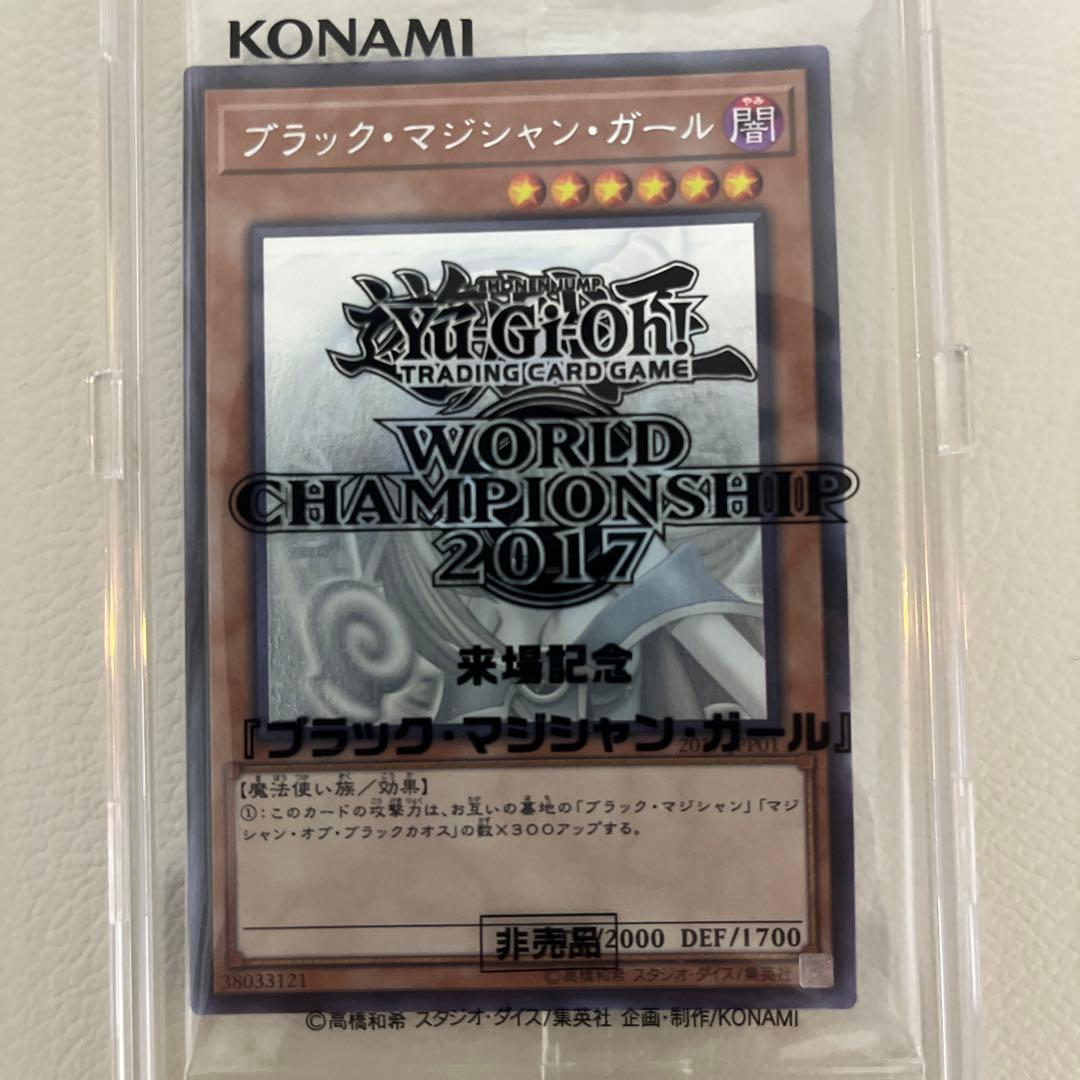 KONAMI
ブラック・マジシャン・ガール
やみ
闇
SHONEN JUMP
遊戯王
Yu-Gi-Oh!
TRADING CARD GAME
WORLD
CHAMPIONSHIP
2017
来場記念
『ブラック・マジシャン・ガール』
PP01
【魔法使い族/効果】
①:このカードの攻撃力は、お互いの墓地の「ブラック・マジシャン」「マジ
シャン・オブ・ブラックカオス」の数×300アップする。
非売品
/2000 DEF/1700
38033121
©高橋和希 スタジオ・ダイス/集英社
©高橋和希 スタジオ・ダイス/集英社 企画・制作/KONAMI